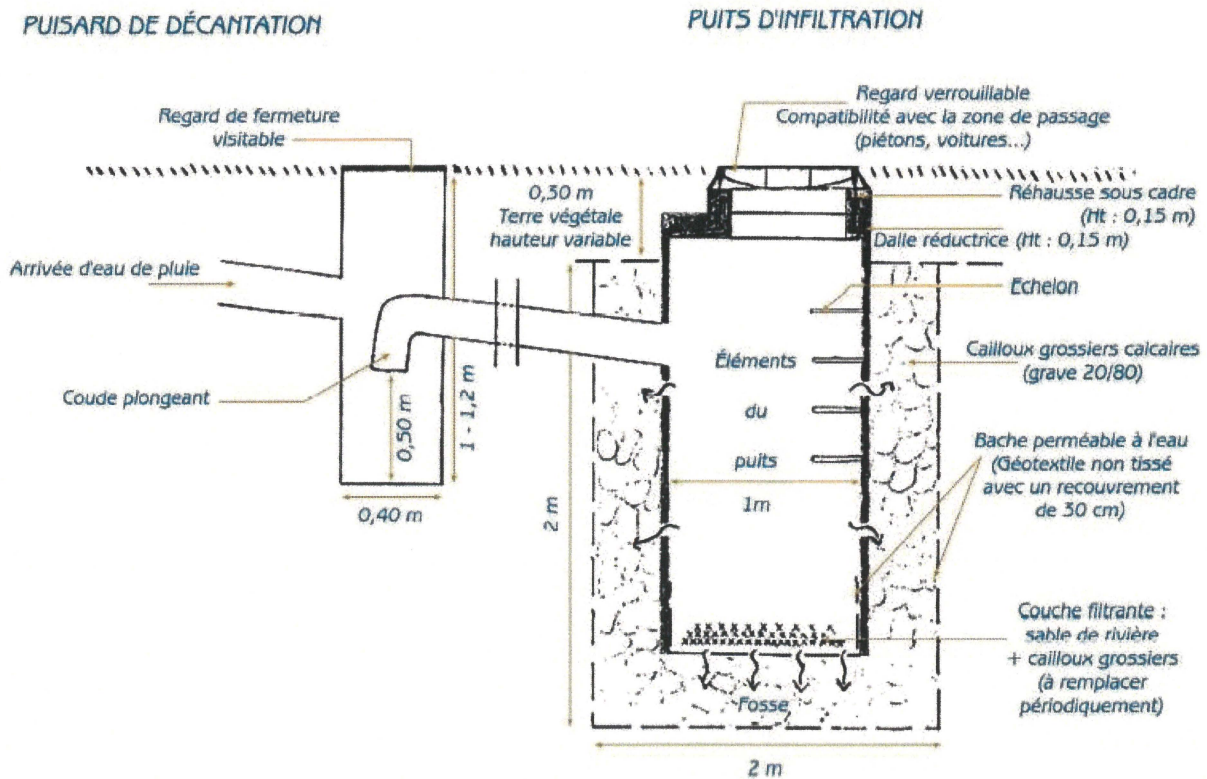 PUISARD DE DÉCANTATION
PUITS D'INFILTRATION
Regard de fermeture
visitable
Regard verrouillable
Compatibilité avec la zone de passage
(piétons, voitures...)
0,30 m
Terre végétale
hauteur variable
Réhausse sous cadre
(Ht : 0,15 m)
Dalle réductrice (Ht : 0,15 m)
Arrivée d'eau de pluie
Echelon
Éléments
du
puits
Cailloux grossiers calcaires
(grave 20/80)
Coude plongeant
0,50 m
1 - 1,2 m
0,40 m
2 m
1m
Bache perméable à l'eau
(Géotextile non tissé
avec un recouvrement
de 30 cm)
Couche filtrante :
sable de rivière
+ cailloux grossiers
(à remplacer
périodiquement)
Fosse
2 m